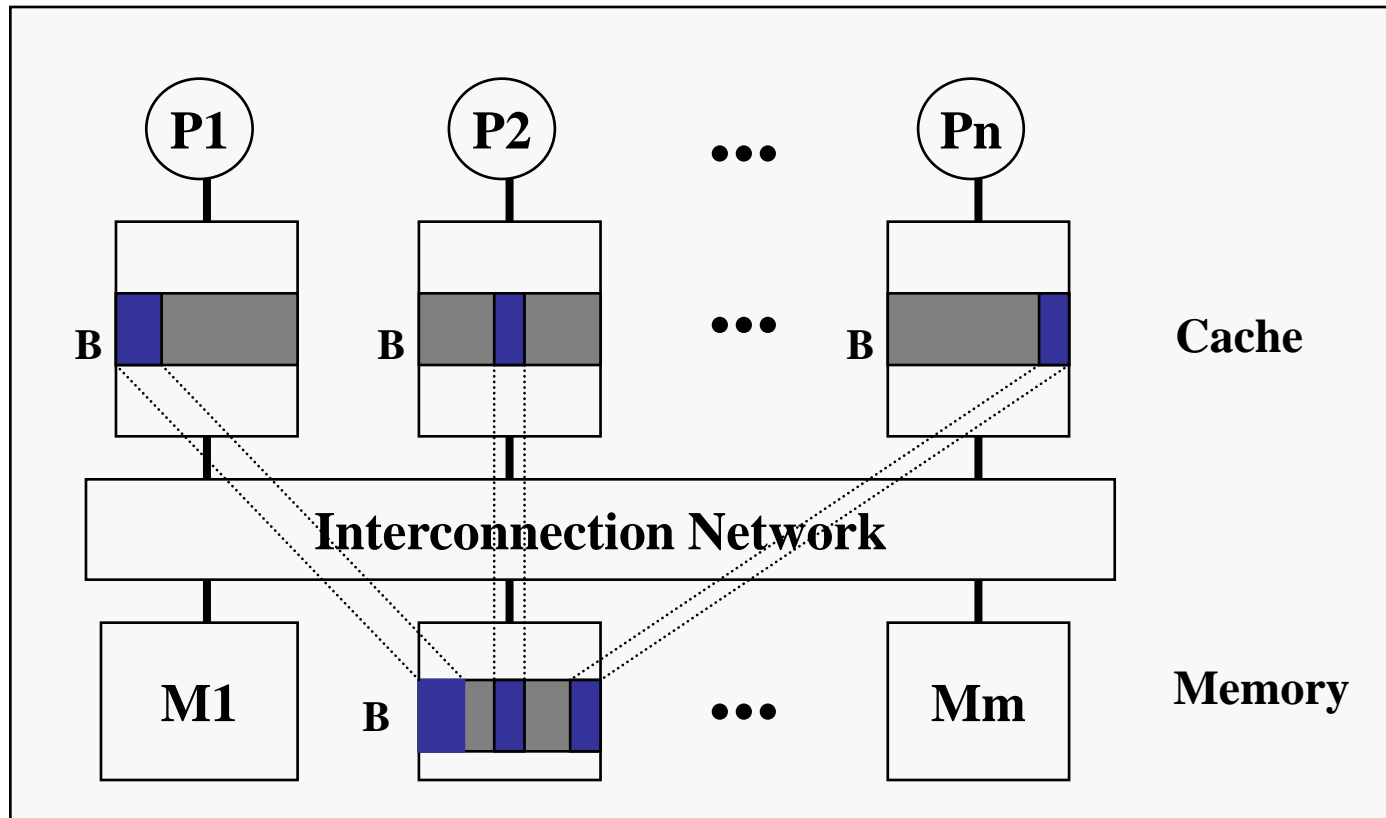 P1 P2 ••• Pn
B B ••• B Cache
Interconnection Network
M1 B ••• Mm Memory